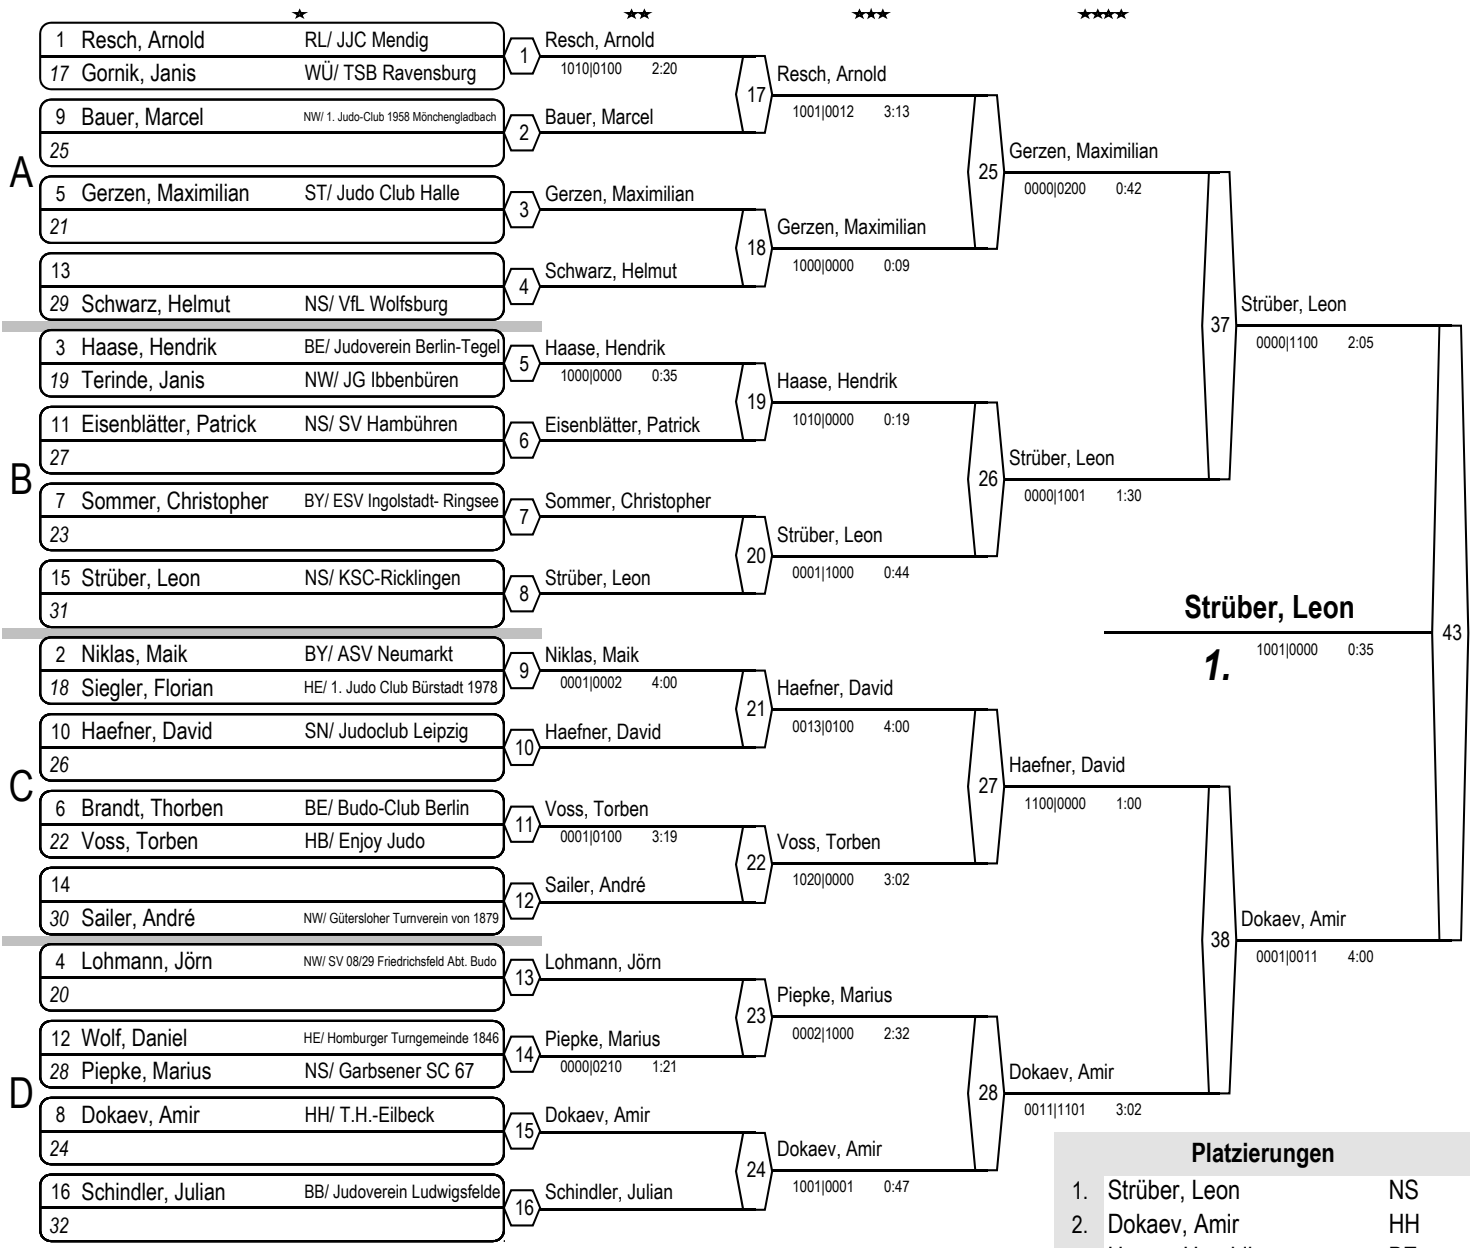 ★ ★★ ★★★ ★★★★
A
1 Resch, Arnold RL/ JJC Mendig
17 Gornik, Janis WÜ/ TSB Ravensburg
9 Bauer, Marcel NW/ 1. Judo-Club 1958 Mönchengladbach
25
5 Gerzen, Maximilian ST/ Judo Club Halle
21
13
29 Schwarz, Helmut NS/ VfL Wolfsburg
B
3 Haase, Hendrik BE/ Judoverein Berlin-Tegel
19 Terinde, Janis NW/ JG Ibbenbüren
11 Eisenblätter, Patrick NS/ SV Hambühren
27
7 Sommer, Christopher BY/ ESV Ingolstadt- Ringsee
23
15 Strüber, Leon NS/ KSC-Ricklingen
31
C
2 Niklas, Maik BY/ ASV Neumarkt
18 Siegler, Florian HE/ 1. Judo Club Bürstadt 1978
10 Haefner, David SN/ Judoclub Leipzig
26
6 Brandt, Thorben BE/ Budo-Club Berlin
22 Voss, Torben HB/ Enjoy Judo
14
30 Sailer, André NW/ Gütersloher Turnverein von 1879
D
4 Lohmann, Jörn NW/ SV 08/29 Friedrichsfeld Abt. Budo
20
12 Wolf, Daniel HE/ Homburger Turngemeinde 1846
28 Piepke, Marius NS/ Garbsener SC 67
8 Dokaev, Amir HH/ T.H.-Eilbeck
24
16 Schindler, Julian BB/ Judoverein Ludwigsfelde
32
1 Resch, Arnold
1010|0100 2:20
2 Bauer, Marcel
3 Gerzen, Maximilian
4 Schwarz, Helmut
5 Haase, Hendrik
1000|0000 0:35
6 Eisenblätter, Patrick
7 Sommer, Christopher
8 Strüber, Leon
9 Niklas, Maik
0001|0002 4:00
10 Haefner, David
11 Voss, Torben
0001|0100 3:19
12 Sailer, André
13 Lohmann, Jörn
14 Piepke, Marius
0000|0210 1:21
15 Dokaev, Amir
16 Schindler, Julian
17 Resch, Arnold
1001|0012 3:13
18 Gerzen, Maximilian
1000|0000 0:09
19 Haase, Hendrik
1010|0000 0:19
20 Strüber, Leon
0001|1000 0:44
21 Haefner, David
0013|0100 4:00
22 Voss, Torben
1020|0000 3:02
23 Piepke, Marius
0002|1000 2:32
24 Dokaev, Amir
1001|0001 0:47
25 Gerzen, Maximilian
0000|0200 0:42
26 Strüber, Leon
0000|1001 1:30
27 Haefner, David
1100|0000 1:00
28 Dokaev, Amir
0011|1101 3:02
37 Strüber, Leon
0000|1100 2:05
38 Dokaev, Amir
0001|0011 4:00
43 Strüber, Leon
1. 1001|0000 0:35
Platzierungen
1. Strüber, Leon NS
2. Dokaev, Amir HH